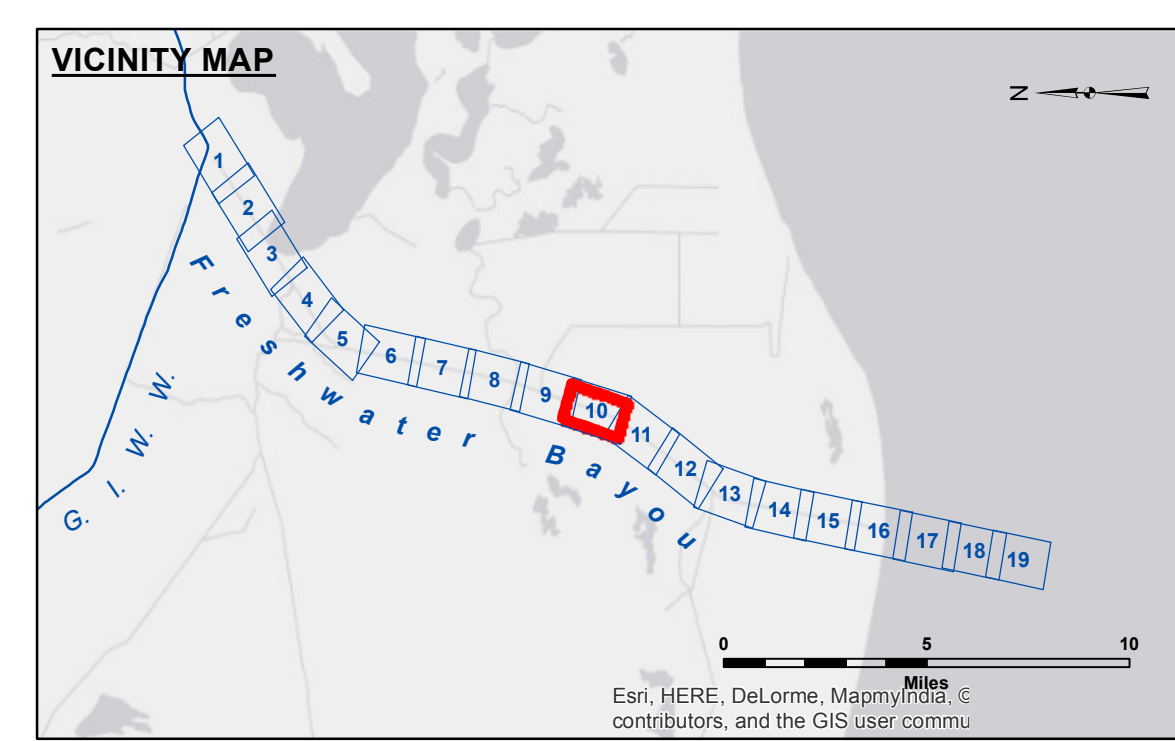 VICINITY MAP
N
1
2
3
4
5
6
7
8
9
10
11
12
13
14
15
16
17
18
19
Freshwater Bayou
G. I. W. W.
0 5 10
Miles
Esri, HERE, DeLorme, MapmyIndia, ©
contributors, and the GIS user commu